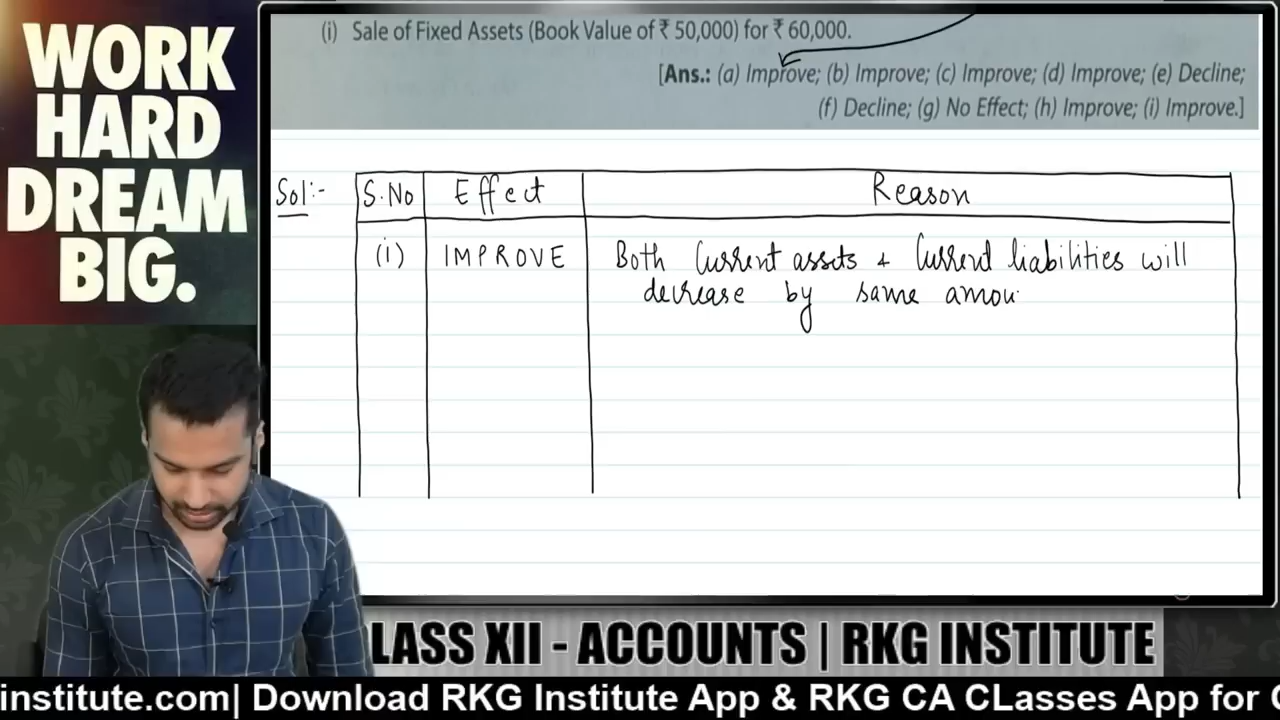 WORK
HARD
DREAM
BIG.
(i) Sale of Fixed Assets (Book Value of ₹ 50,000) for ₹ 60,000.
[Ans.: (a) Improve; (b) Improve; (c) Improve; (d) Improve; (e) Decline;
(f) Decline; (g) No Effect; (h) Improve; (i) Improve.]
Sol:- S.No Effect Reason
(i) IMPROVE Both Current assets + Current liabilities will
decrease by same amou
LASS XII - ACCOUNTS | RKG INSTITUTE
institute.com| Download RKG Institute App & RKG CA CLasses App for C